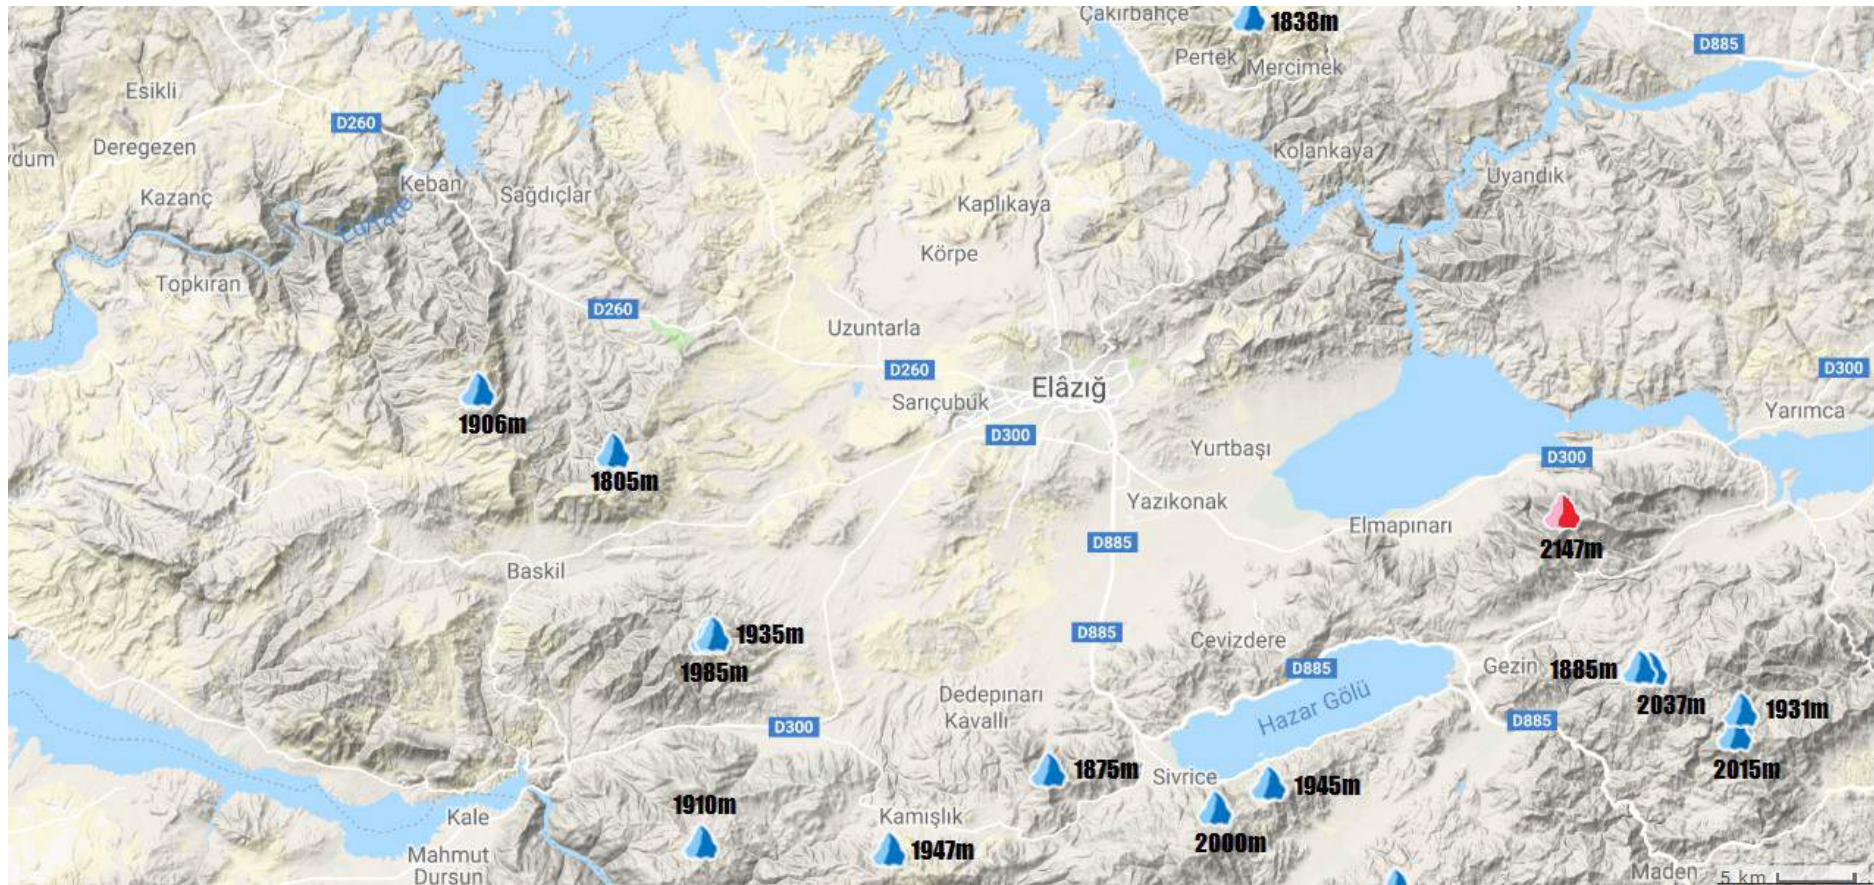 Çakırbahçe
1838m
D885
Pertek
Mercimek
Esikli
D260
Deregezen
Kolankaya
Keban
Uyandık
Kazanç
Sağdıçlar
Kaplıkaya
Körpe
Topkıran
D260
Uzuntarla
D260
D300
Elâzığ
Sarıçubuk
Yarımca
1906m
D300
Yurtbaşı
D300
1805m
Yazıkonak
Elmapınarı
D885
2147m
Baskil
1935m
D885
Cevizdere
1985m
D885
Gezin
1885m
Dedepınarı
Kavallı
Hazar Gölü
2037m
1931m
D300
D885
1875m
Sivrice
2015m
1945m
1910m
Kale
Kamışlık
2000m
1947m
Mahmut
Dursun
Maden
5 km